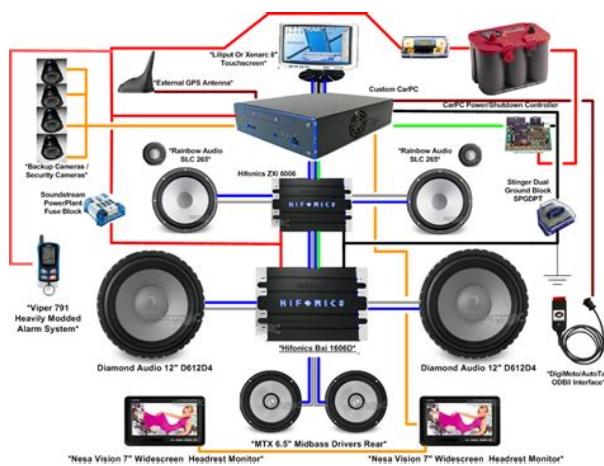 *Liliput Or Xenarc 8"
Touchscreen*
*External GPS Antenna*
Custom CarPC
CarPC Power/Shutdown Controller
*Backup Cameras /
Security Cameras*
*Rainbow Audio
SLC 265*
*Rainbow Audio
SLC 265*
Hifonics ZXI 6006
Soundstream
PowerPlant
Fuse Block
Stinger Dual
Ground Block
SPGDPT
HIFONICS
*Viper 791
Heavily Modded
Alarm System*
HIFONICS
Diamond Audio 12" D612D4
*Hifonics Bxi 1606D*
Diamond Audio 12" D612D4
*DigiMoto/AutoTa
ODBII Interface*
*MTX 6.5" Midbass Drivers Rear*
*Nesa Vision 7" Widescreen Headrest Monitor*
*Nesa Vision 7" Widescreen Headrest Monitor*